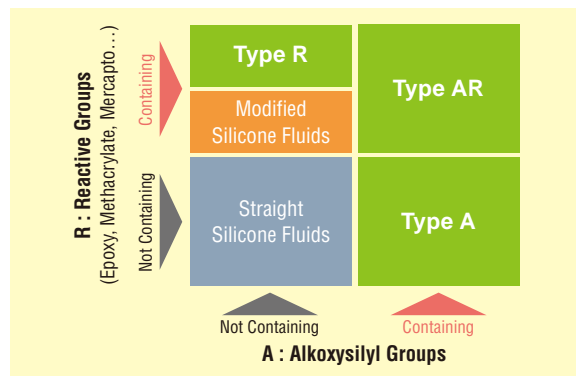 R : Reactive Groups
(Epoxy, Methacrylate, Mercapto…)
Containing
Not Containing
Type R
Modified
Silicone Fluids
Type AR
Straight
Silicone Fluids
Type A
Not Containing
Containing
A : Alkoxysilyl Groups